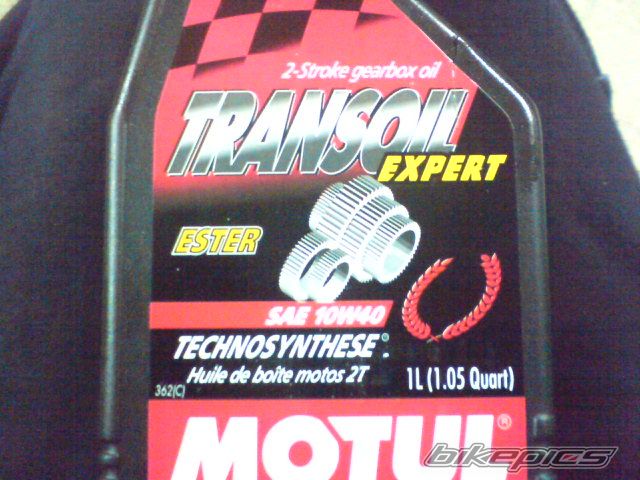 2-Stroke gearbox oil
TRANSOIL
EXPERT
ESTER
SAE 10W40
TECHNOSYNTHESE®.
Huile de boîte motos 2T
1L (1.05 Quart)
362(C)
MOTUL®
bikepics